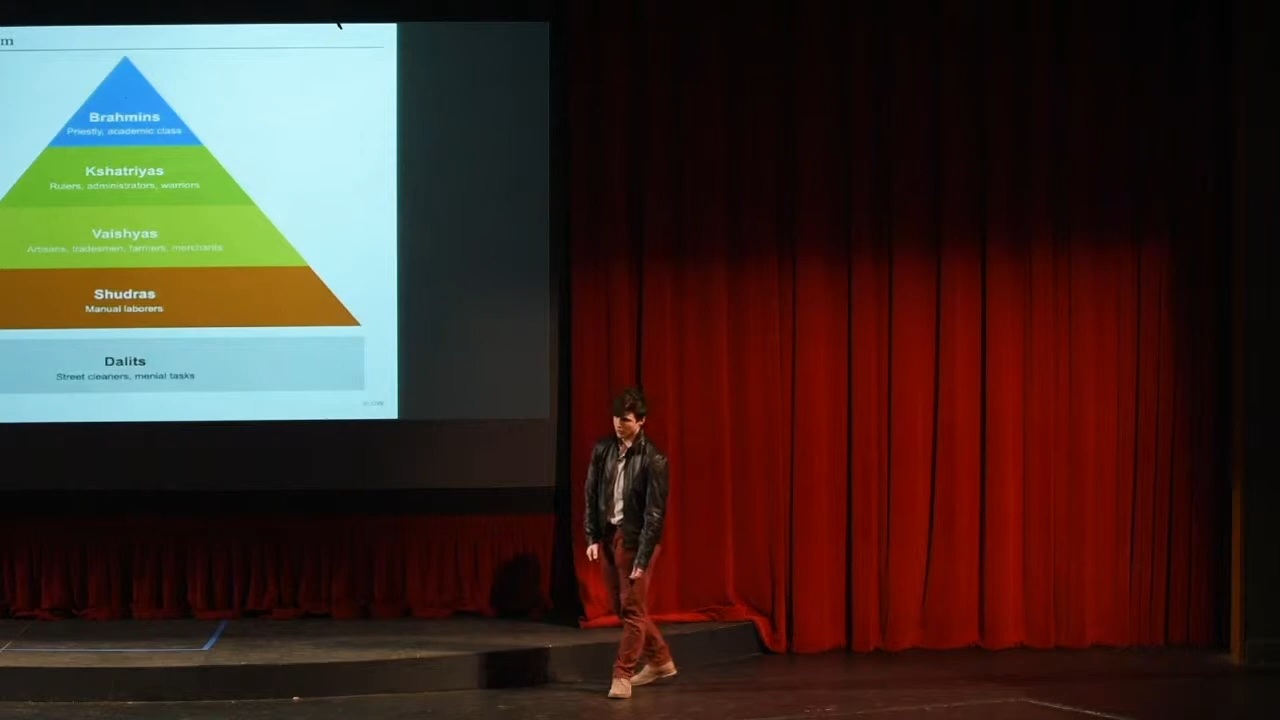 m
Brahmins
Priestly, academic class
Kshatriyas
Rulers, administrators, warriors
Vaishyas
Artisans, tradesmen, farmers, merchants
Shudras
Manual laborers
Dalits
Street cleaners, menial tasks